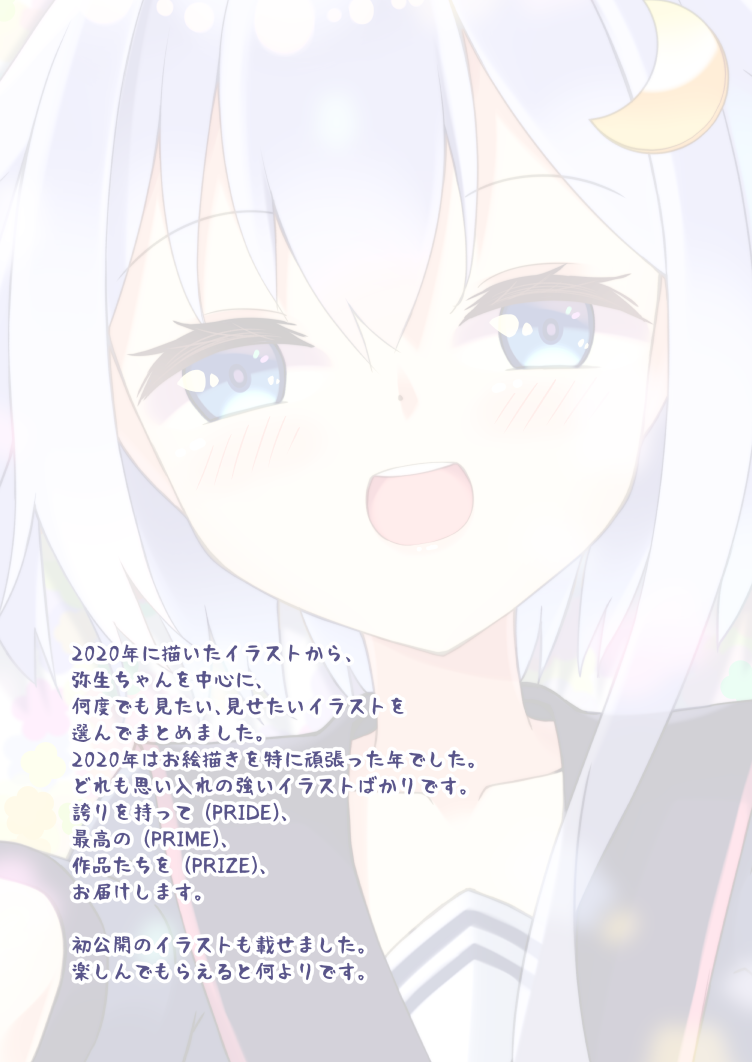 2020年に描いたイラストから、
弥生ちゃんを中心に、
何度でも見たい、見せたいイラストを
選んでまとめました。
2020年はお絵描きを特に頑張った年でした。
どれも思い入れの強いイラストばかりです。
誇りを持って (PRIDE)、
最高の (PRIME)、
作品たちを (PRIZE)、
お届けします。
初公開のイラストも載せました。
楽しんでもらえると何よりです。